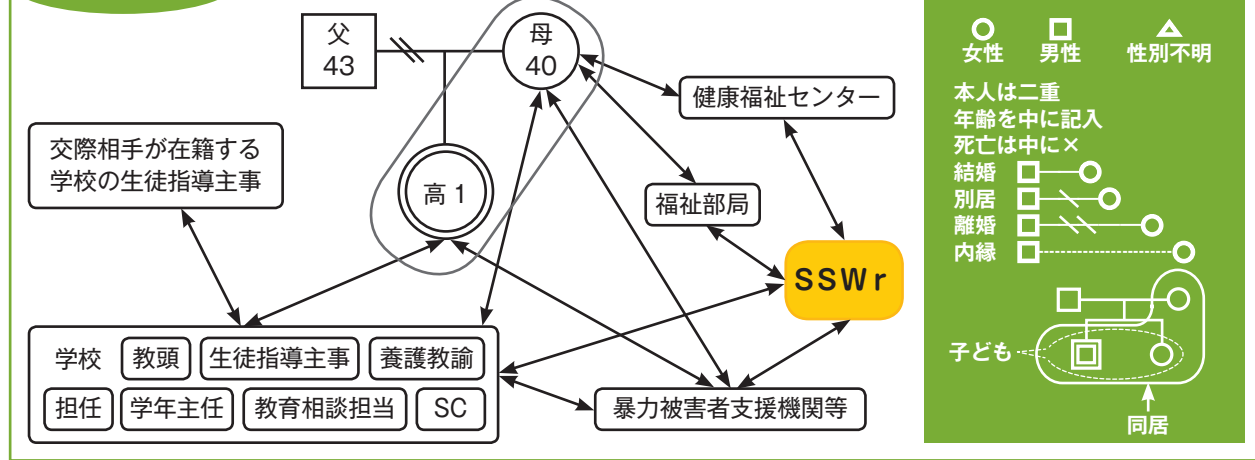 父
43
母
40
健康福祉センター
交際相手が在籍する
学校の生徒指導主事
高1
福祉部局
SSWr
学校
教頭
生徒指導主事
養護教諭
担任
学年主任
教育相談担当
SC
暴力被害者支援機関等
女性
男性
性別不明
本人は二重
年齢を中に記入
死亡は中に×
結婚
別居
離婚
内縁
子ども
同居